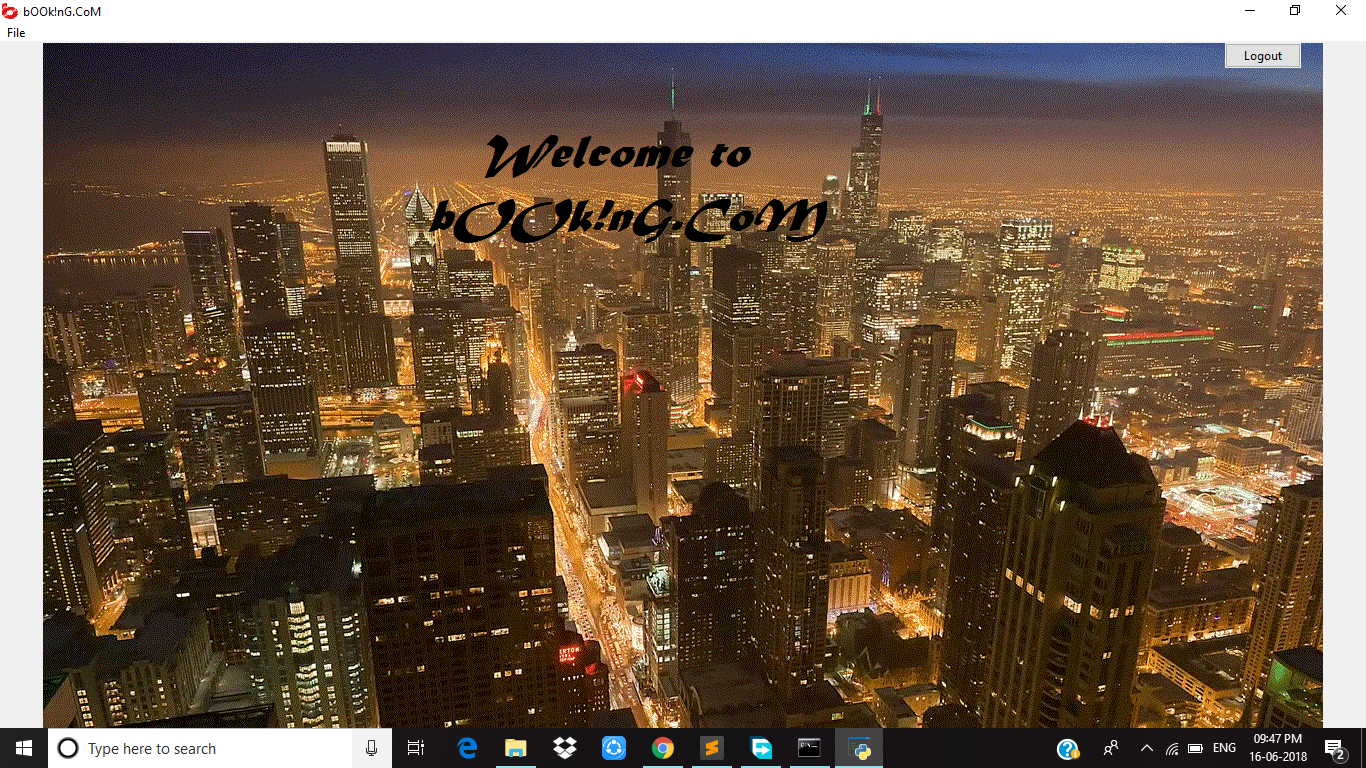 bOOk!nG.CoM
File
Logout
Welcome to
bOOk!nG.CoM
Type here to search
ENG
09:47 PM
16-06-2018
2